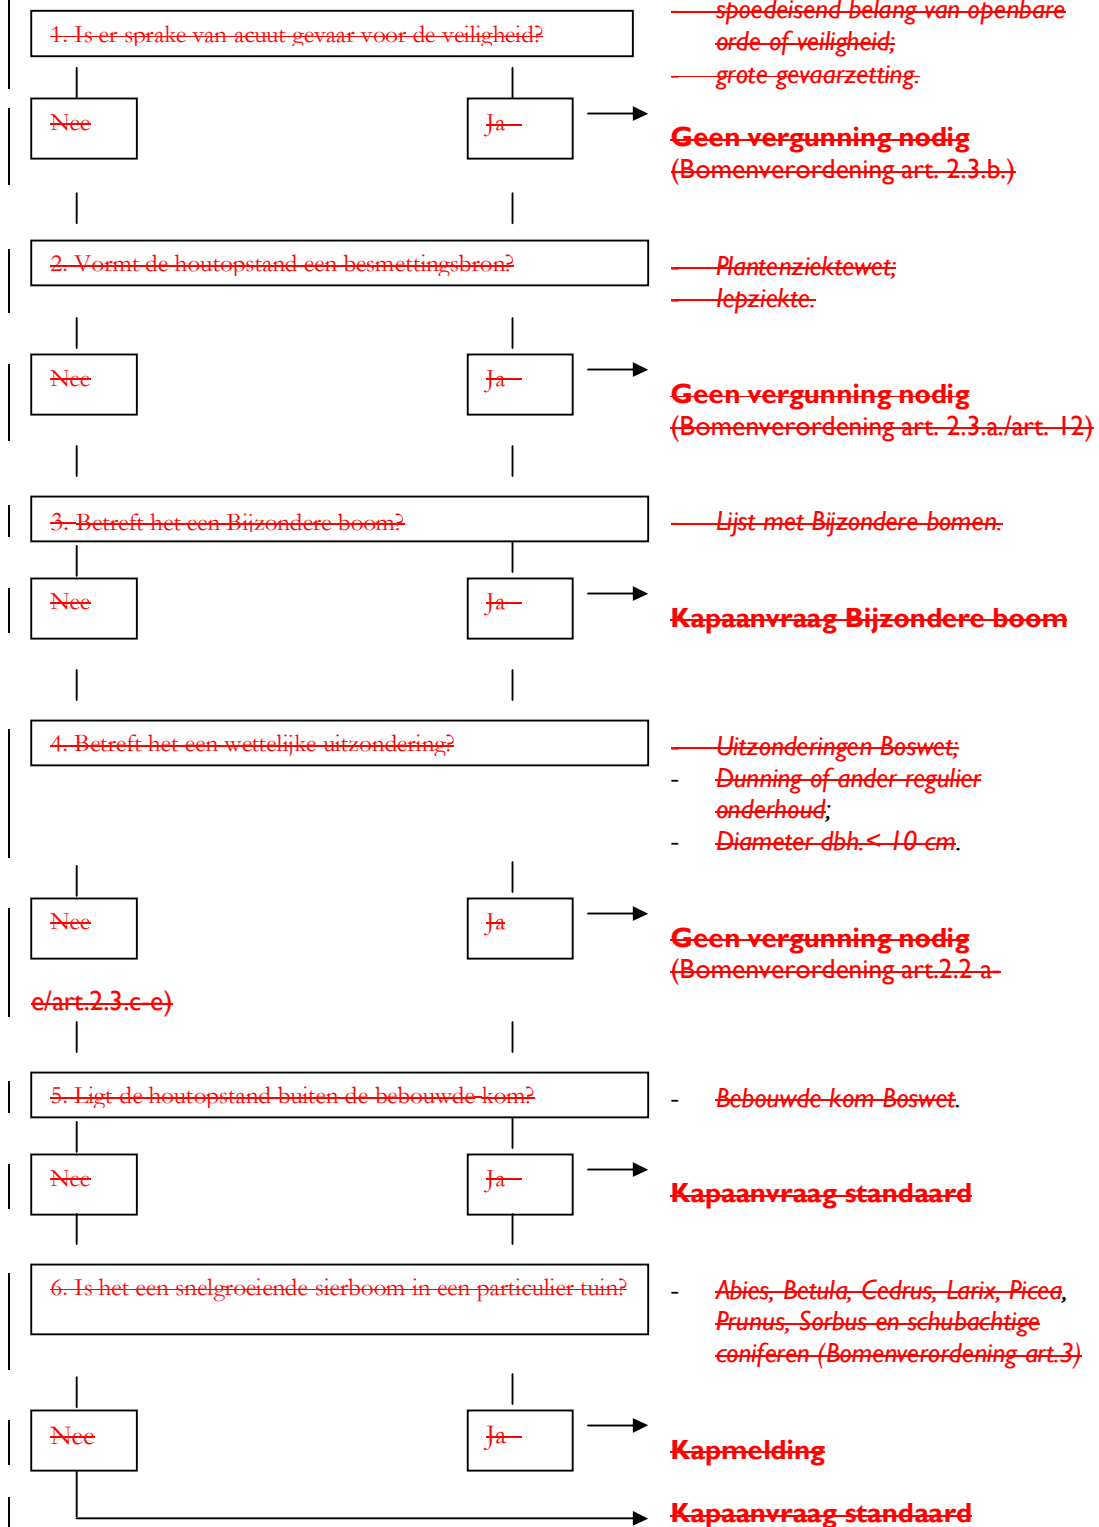 - spoedeisend belang van openbare
orde of veiligheid;
1. Is er sprake van acuut gevaar voor de veiligheid?
- grote gevaarzetting.
Nee
Ja
Geen vergunning nodig
(Bomenverordening art. 2.3.b.)
2. Vormt de houtopstand een besmettingsbron?
- Plantenziektewet;
- Iepziekte.
Nee
Ja
Geen vergunning nodig
(Bomenverordening art. 2.3.a./art. 12)
3. Betreft het een Bijzondere boom?
- Lijst met Bijzondere bomen.
Nee
Ja
Kapaanvraag Bijzondere boom
4. Betreft het een wettelijke uitzondering?
- Uitzonderingen Boswet;
- Dunning of ander regulier
onderhoud;
- Diameter dbh.< 10 cm.
Nee
Ja
Geen vergunning nodig
(Bomenverordening art.2.2 a-
e/art.2.3.c-e)
5. Ligt de houtopstand buiten de bebouwde kom?
- Bebouwde kom Boswet.
Nee
Ja
Kapaanvraag standaard
6. Is het een snelgroeiende sierboom in een particulier tuin?
- Abies, Betula, Cedrus, Larix, Picea,
Prunus, Sorbus en schubachtige
coniferen (Bomenverordening art.3)
Nee
Ja
Kapmelding
Kapaanvraag standaard